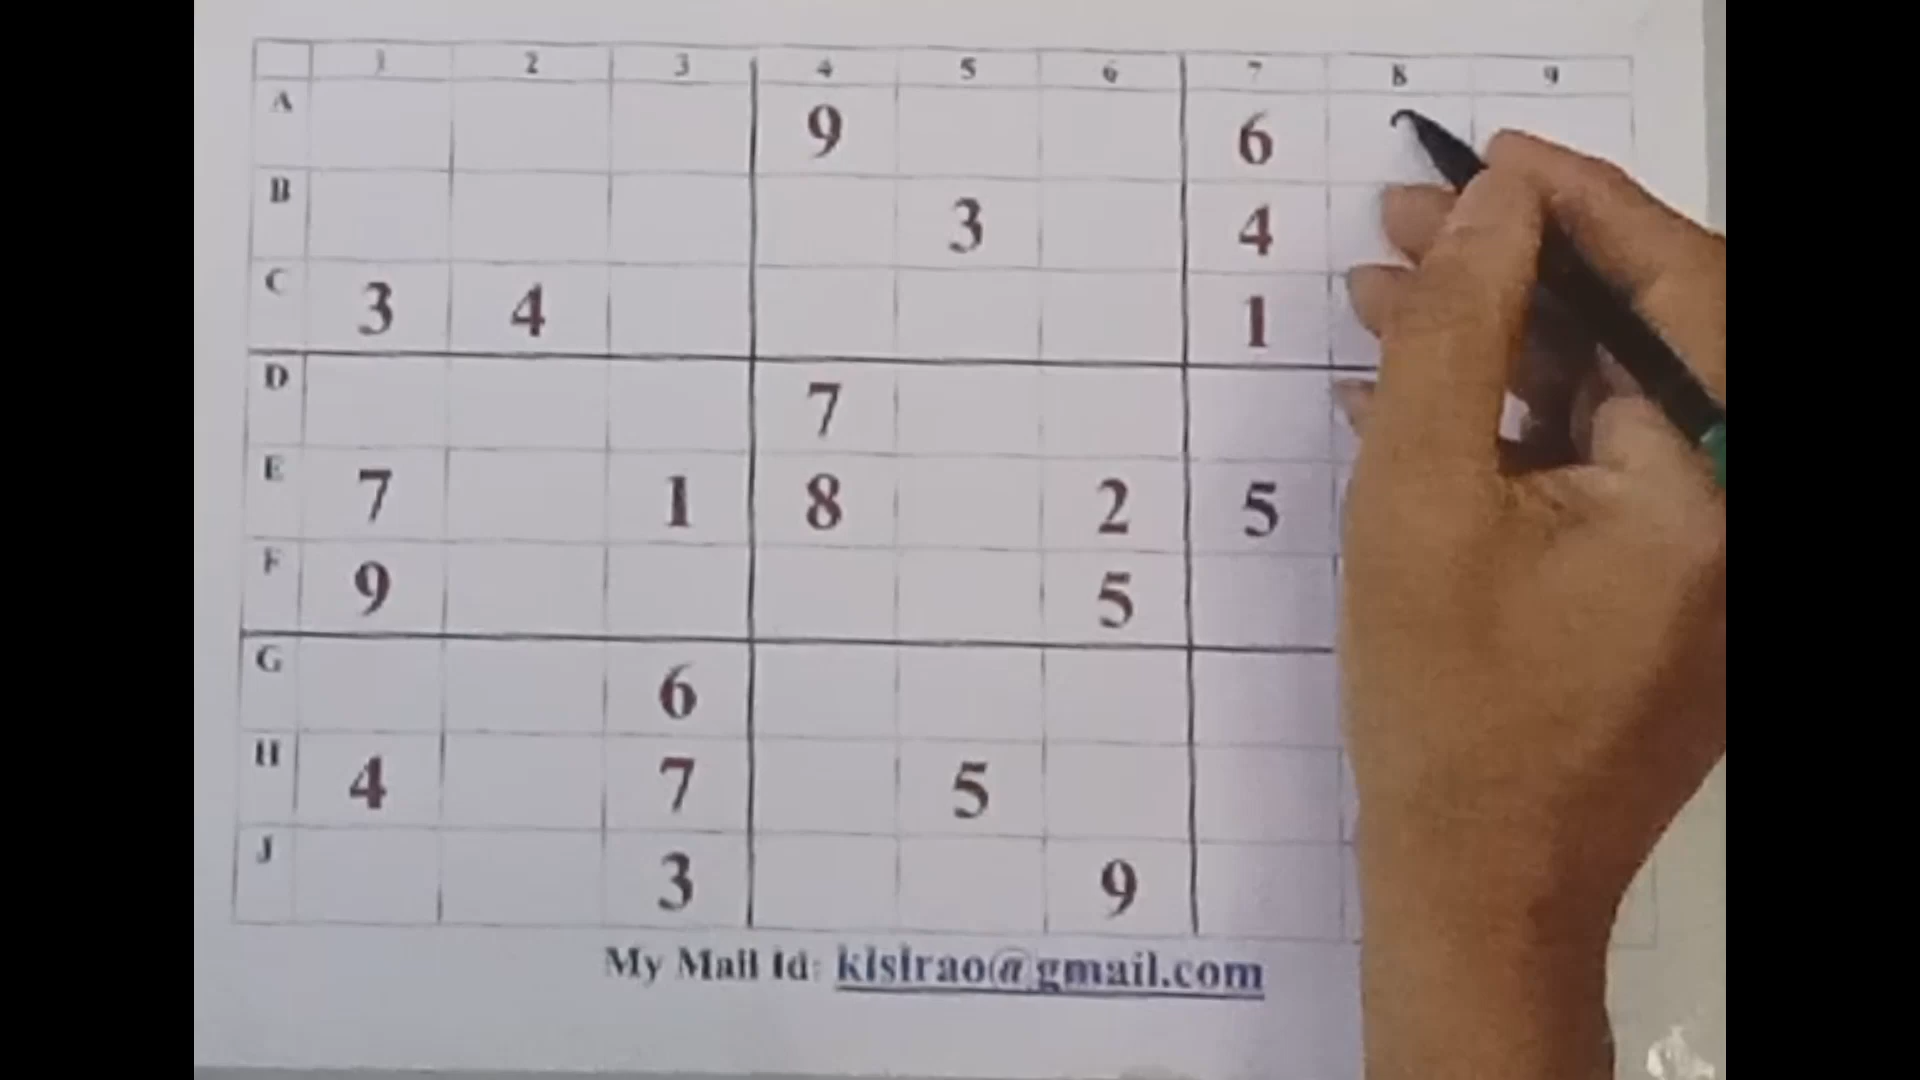 1 2 3 4 5 6 7 8 9
A 9 6
B 3 4
C 3 4 1
D 7
E 7 1 8 2 5
F 9 5
G 6
H 4 7 5
J 3 9
My Mail id: klsirao@gmail.com